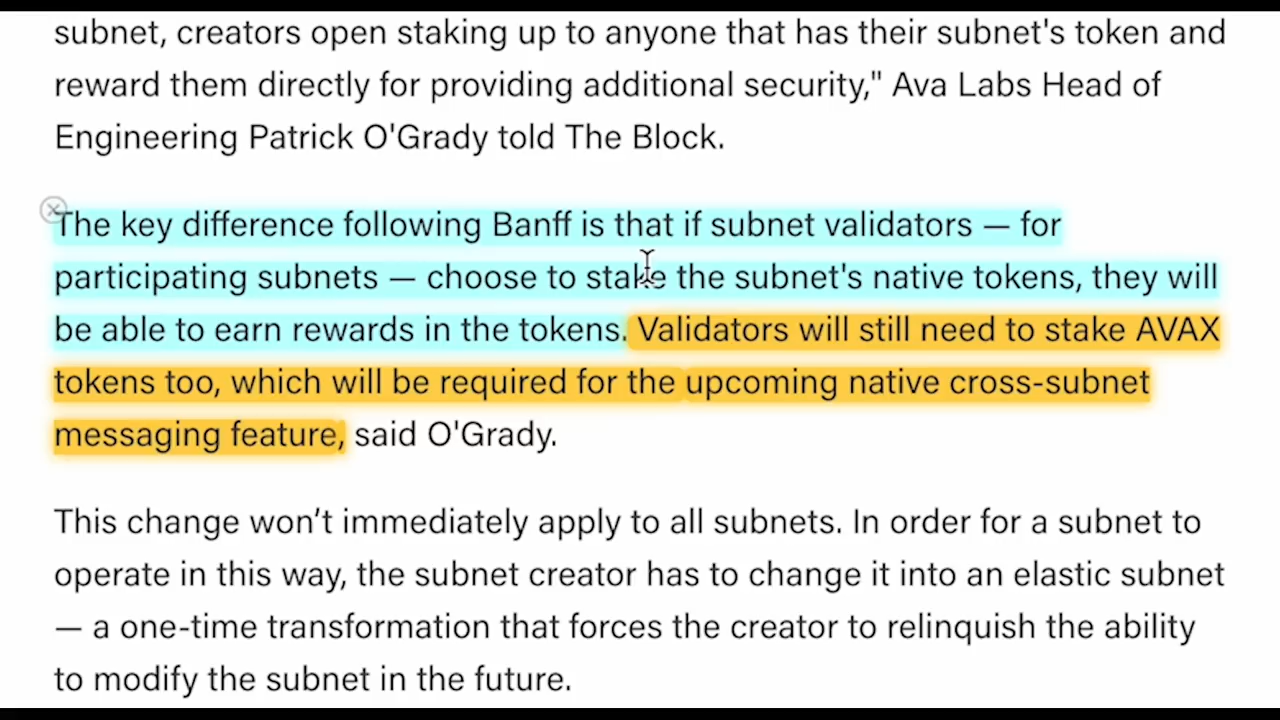 subnet, creators open staking up to anyone that has their subnet's token and
reward them directly for providing additional security," Ava Labs Head of
Engineering Patrick O'Grady told The Block.
The key difference following Banff is that if subnet validators — for
participating subnets — choose to stake the subnet's native tokens, they will
be able to earn rewards in the tokens. Validators will still need to stake AVAX
tokens too, which will be required for the upcoming native cross-subnet
messaging feature, said O'Grady.
This change won’t immediately apply to all subnets. In order for a subnet to
operate in this way, the subnet creator has to change it into an elastic subnet
— a one-time transformation that forces the creator to relinquish the ability
to modify the subnet in the future.